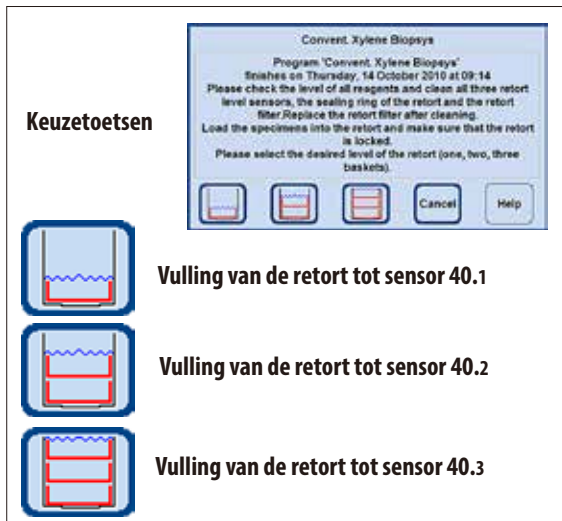 Convent. Xylene Biopsys
Program 'Convent. Xylene Biopsys'
finishes on Thursday, 14 October 2010 at 09:14
Please check the level of all reagents and clean all three retort
level sensors, the sealing ring of the retort and the retort
filter.Replace the retort filter after cleaning.
Load the specimens into the retort and make sure that the retort
is locked.
Please select the desired level of the retort (one, two, three
baskets).
Cancel
Help
Keuzetoetsen
Vulling van de retort tot sensor 40.1
Vulling van de retort tot sensor 40.2
Vulling van de retort tot sensor 40.3